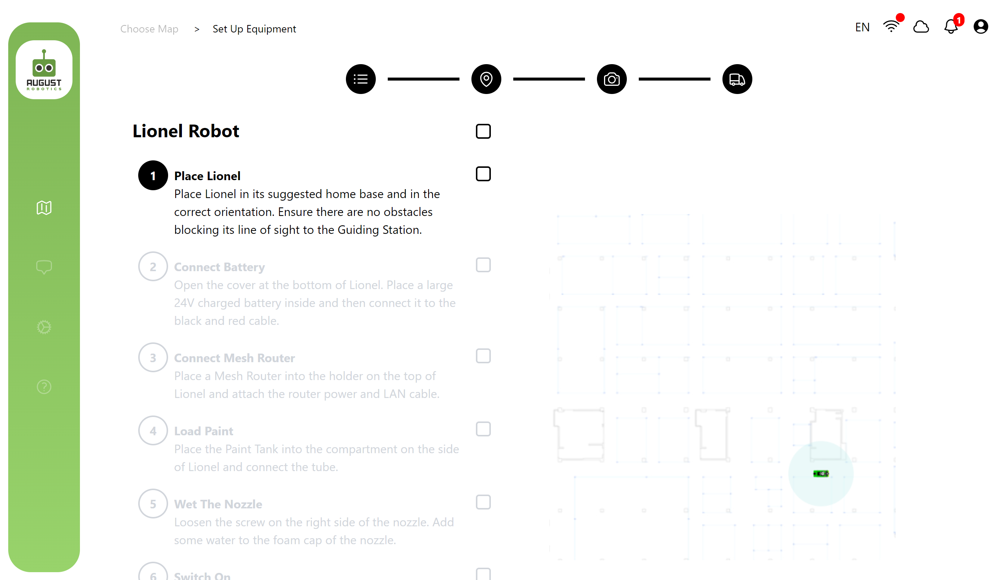 Choose Map > Set Up Equipment
EN
1
AUGUST
ROBOTICS
Lionel Robot
1
Place Lionel
Place Lionel in its suggested home base and in the
correct orientation. Ensure there are no obstacles
blocking its line of sight to the Guiding Station.
2
Connect Battery
Open the cover at the bottom of Lionel. Place a large
24V charged battery inside and then connect it to the
black and red cable.
3
Connect Mesh Router
Place a Mesh Router into the holder on the top of
Lionel and attach the router power and LAN cable.
4
Load Paint
Place the Paint Tank into the compartment on the side
of Lionel and connect the tube.
5
Wet The Nozzle
Loosen the screw on the right side of the nozzle. Add
some water to the foam cap of the nozzle.
6
Switch On